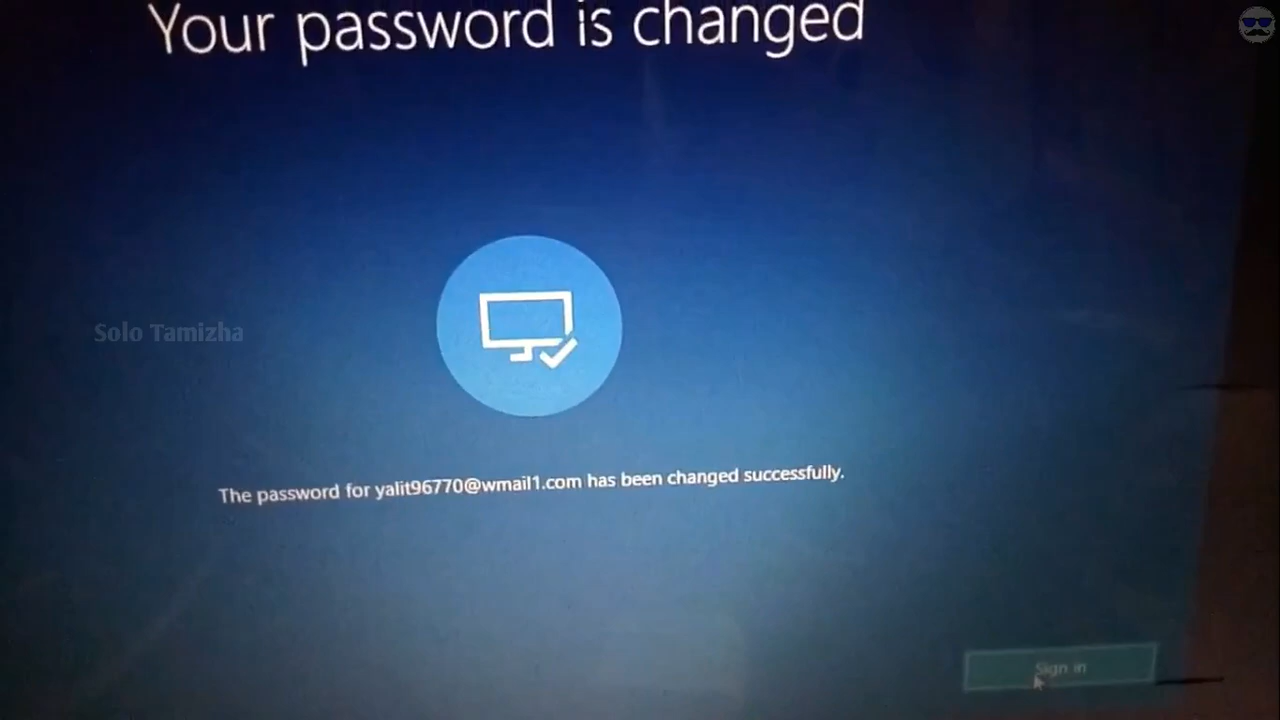 Your password is changed
Solo Tamizha
The password for yalit96770@wmail1.com has been changed successfully.
Sign in